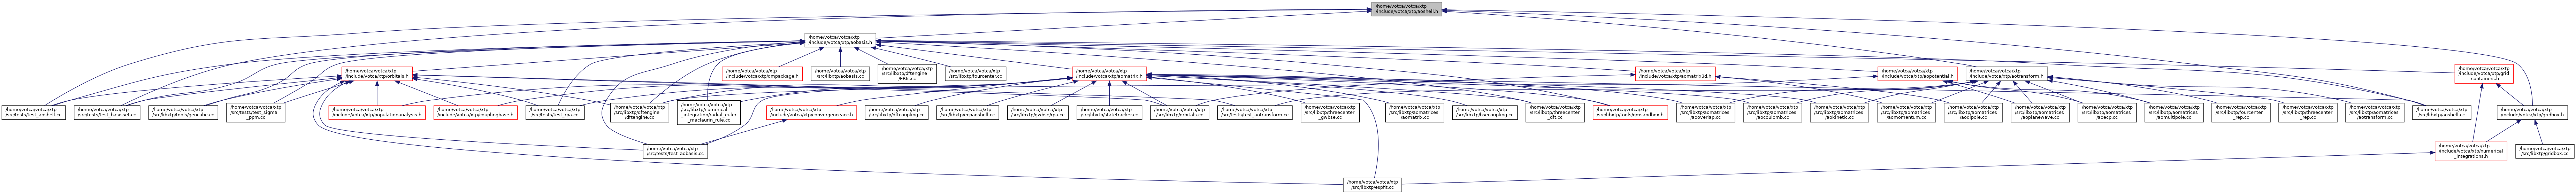 /home/votca/votca/xtp
/include/votca/xtp/aoshell.h
/home/votca/votca/xtp
/include/votca/xtp/aobasis.h
/home/votca/votca/xtp
/include/votca/xtp/orbitals.h
/home/votca/votca/xtp
/include/votca/xtp/gmpackage.h
/home/votca/votca/xtp
/src/libxtp/aobasis.cc
/home/votca/votca/xtp
/src/libxtp/dftengine
/ERIs.cc
/home/votca/votca/xtp
/src/libxtp/fourcenter.cc
/home/votca/votca/xtp
/include/votca/xtp/aomatrix.h
/home/votca/votca/xtp
/include/votca/xtp/aomatrix3d.h
/home/votca/votca/xtp
/include/votca/xtp/aopotential.h
/home/votca/votca/xtp
/include/votca/xtp/aotransform.h
/home/votca/votca/xtp
/include/votca/xtp/grid
_containers.h
/home/votca/votca/xtp
/src/tests/test_aoshell.cc
/home/votca/votca/xtp
/src/tests/test_basisset.cc
/home/votca/votca/xtp
/src/libxtp/tools/gencube.cc
/home/votca/votca/xtp
/src/tests/test_sigma
_ppm.cc
/home/votca/votca/xtp
/include/votca/xtp/populationanalysis.h
/home/votca/votca/xtp
/include/votca/xtp/couplingbase.h
/home/votca/votca/xtp
/src/tests/test_rpa.cc
/home/votca/votca/xtp
/src/libxtp/dftengine
/dftengine.cc
/home/votca/votca/xtp
/src/libxtp/numerical
_integration/radial_euler
_maclaurin_rule.cc
/home/votca/votca/xtp
/include/votca/xtp/convergenceacc.h
/home/votca/votca/xtp
/src/libxtp/dftcoupling.cc
/home/votca/votca/xtp
/src/libxtp/ecpaoshell.cc
/home/votca/votca/xtp
/src/libxtp/gwbse/rpa.cc
/home/votca/votca/xtp
/src/libxtp/statetracker.cc
/home/votca/votca/xtp
/src/libxtp/orbitals.cc
/home/votca/votca/xtp
/src/tests/test_aotransform.cc
/home/votca/votca/xtp
/src/libxtp/threecenter
_gwbse.cc
/home/votca/votca/xtp
/src/libxtp/aomatrices
/aomatrix.cc
/home/votca/votca/xtp
/src/libxtp/bsecoupling.cc
/home/votca/votca/xtp
/src/libxtp/threecenter
_dft.cc
/home/votca/votca/xtp
/src/libxtp/tools/qmsandbox.h
/home/votca/votca/xtp
/src/libxtp/aomatrices
/aooverlap.cc
/home/votca/votca/xtp
/src/libxtp/aomatrices
/aocoulomb.cc
/home/votca/votca/xtp
/src/libxtp/aomatrices
/aokinetic.cc
/home/votca/votca/xtp
/src/libxtp/aomatrices
/aomomentum.cc
/home/votca/votca/xtp
/src/libxtp/aomatrices
/aodipole.cc
/home/votca/votca/xtp
/src/libxtp/aomatrices
/aoplanewave.cc
/home/votca/votca/xtp
/src/libxtp/aomatrices
/aoecp.cc
/home/votca/votca/xtp
/src/libxtp/aomatrices
/aomultipole.cc
/home/votca/votca/xtp
/src/libxtp/fourcenter
_rep.cc
/home/votca/votca/xtp
/src/libxtp/threecenter
_rep.cc
/home/votca/votca/xtp
/src/libxtp/aomatrices
/aotransform.cc
/home/votca/votca/xtp
/src/libxtp/aoshell.cc
/home/votca/votca/xtp
/include/votca/xtp/gridbox.h
/home/votca/votca/xtp
/src/tests/test_aobasis.cc
/home/votca/votca/xtp
/include/votca/xtp/numerical
_integrations.h
/home/votca/votca/xtp
/src/libxtp/gridbox.cc
/home/votca/votca/xtp
/src/libxtp/espfit.cc